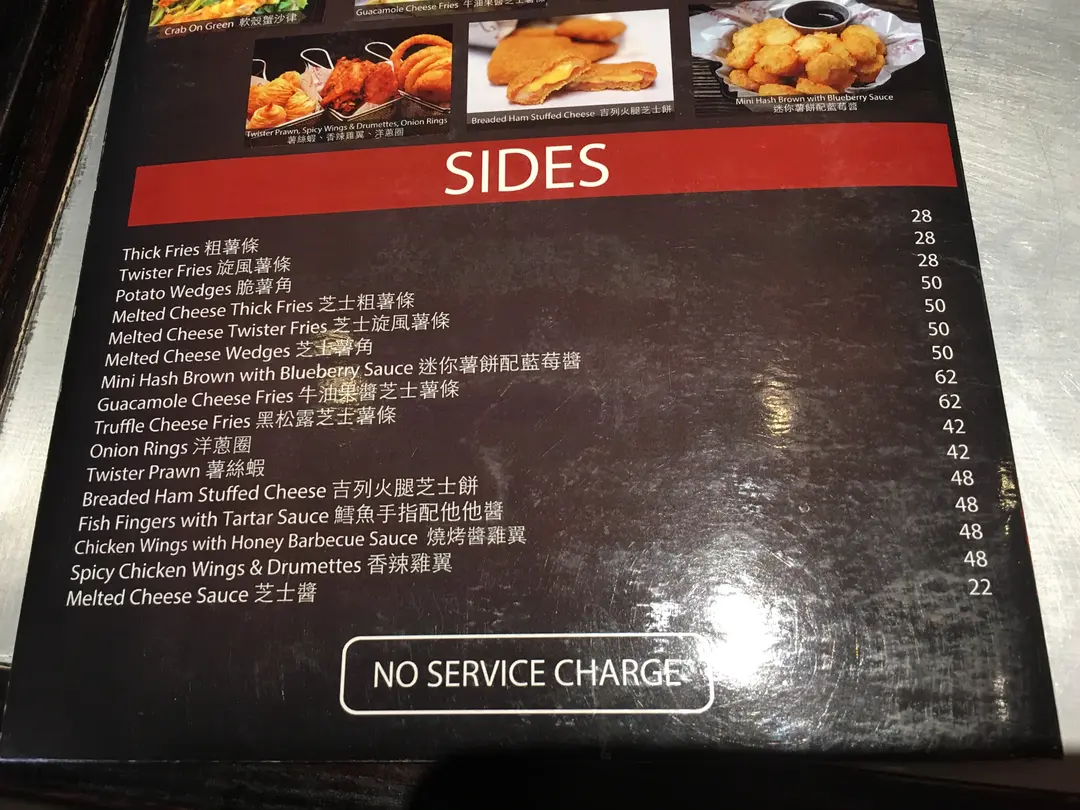 Crab On Green 軟殼蟹沙律
Guacamole Cheese Fries 牛油果醬芝士薯條
Twister Prawn, Spicy Wings & Drumettes, Onion Rings
薯絲蝦、香辣雞翼、洋蔥圈
Breaded Ham Stuffed Cheese 吉列火腿芝士餅
Mini Hash Brown with Blueberry Sauce
迷你薯餅配藍莓醬
SIDES
Thick Fries 粗薯條 28
Twister Fries 旋風薯條 28
Potato Wedges 脆薯角 28
Melted Cheese Thick Fries 芝士粗薯條 50
Melted Cheese Twister Fries 芝士旋風薯條 50
Melted Cheese Wedges 芝士薯角 50
Mini Hash Brown with Blueberry Sauce 迷你薯餅配藍莓醬 50
Guacamole Cheese Fries 牛油果醬芝士薯條 62
Truffle Cheese Fries 黑松露芝士薯條 62
Onion Rings 洋蔥圈 42
Twister Prawn 薯絲蝦 42
Breaded Ham Stuffed Cheese 吉列火腿芝士餅 48
Fish Fingers with Tartar Sauce 鱈魚手指配他他醬 48
Chicken Wings with Honey Barbecue Sauce 燒烤醬雞翼 48
Spicy Chicken Wings & Drumettes 香辣雞翼 48
Melted Cheese Sauce 芝士醬 22
NO SERVICE CHARGE